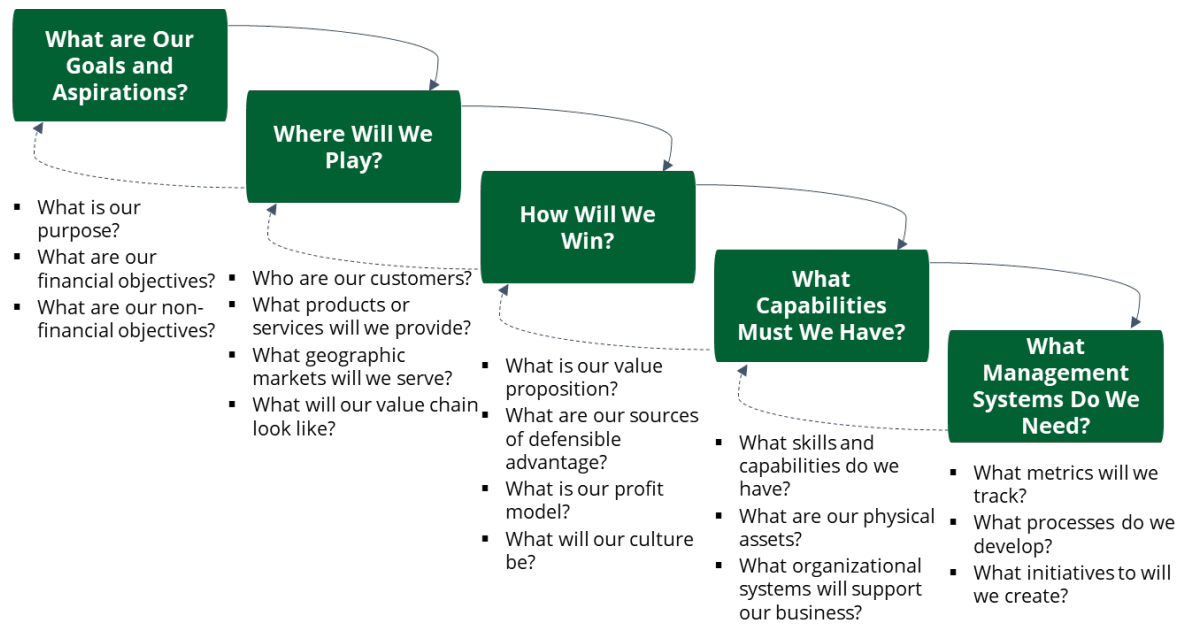 What are Our
Goals and
Aspirations?
▪ What is our
purpose?
▪ What are our
financial objectives?
▪ What are our non-
financial objectives?
Where Will We
Play?
▪ Who are our customers?
▪ What products or
services will we provide?
▪ What geographic
markets will we serve?
▪ What will our value chain
look like?
How Will We
Win?
▪ What is our value
proposition?
▪ What are our sources
of defensible
advantage?
▪ What is our profit
model?
▪ What will our culture
be?
What
Capabilities
Must We Have?
▪ What skills and
capabilities do we
have?
▪ What are our physical
assets?
▪ What organizational
systems will support
our business?
What
Management
Systems Do We
Need?
▪ What metrics will we
track?
▪ What processes do we
develop?
▪ What initiatives to will
we create?